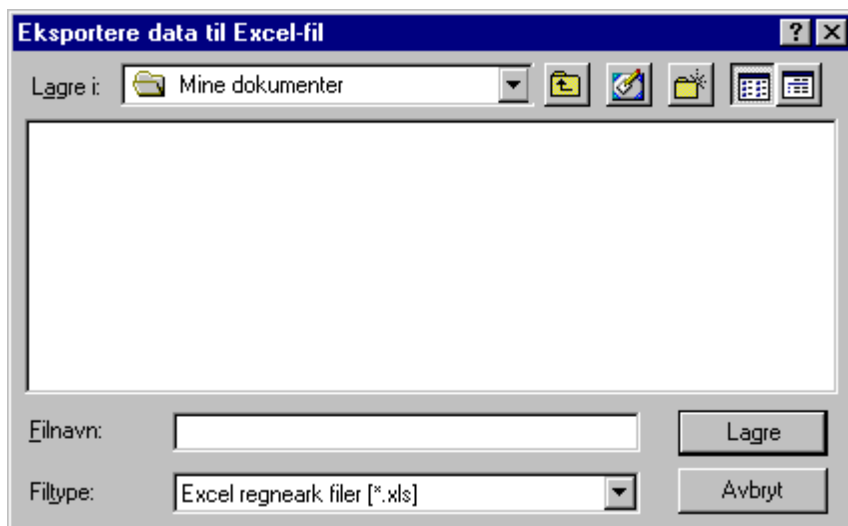 Eksportere data til Excel-fil
Lagre i: Mine dokumenter
Filnavn: Lagre
Filtype: Excel regneark filer [*.xls] Avbryt